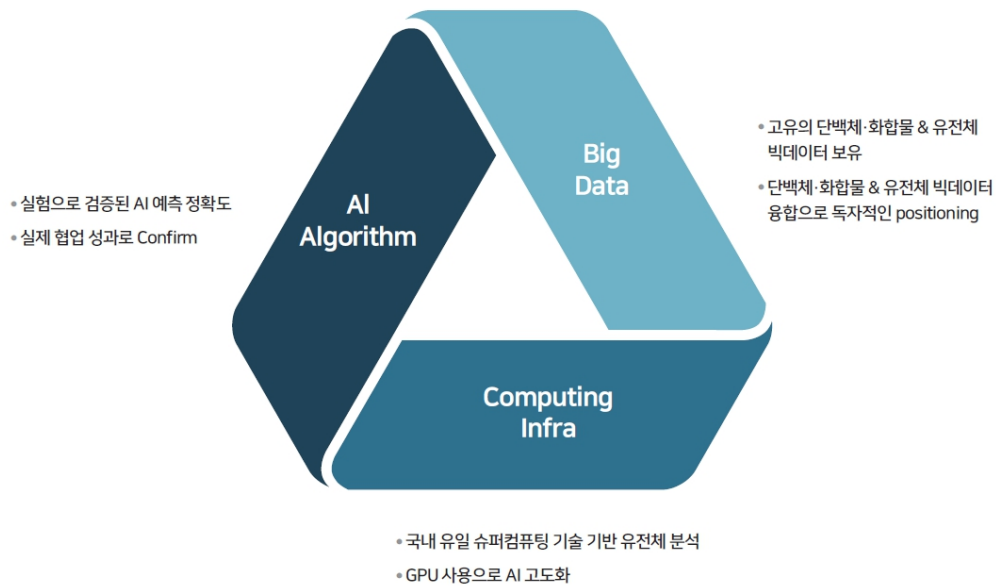 Big
Data
• 고유의 단백체·화합물 & 유전체
빅데이터 보유
• 단백체·화합물 & 유전체 빅데이터
융합으로 독자적인 positioning
AI
Algorithm
• 실험으로 검증된 AI 예측 정확도
• 실제 협업 성과로 Confirm
Computing
Infra
• 국내 유일 슈퍼컴퓨팅 기술 기반 유전체 분석
• GPU 사용으로 AI 고도화